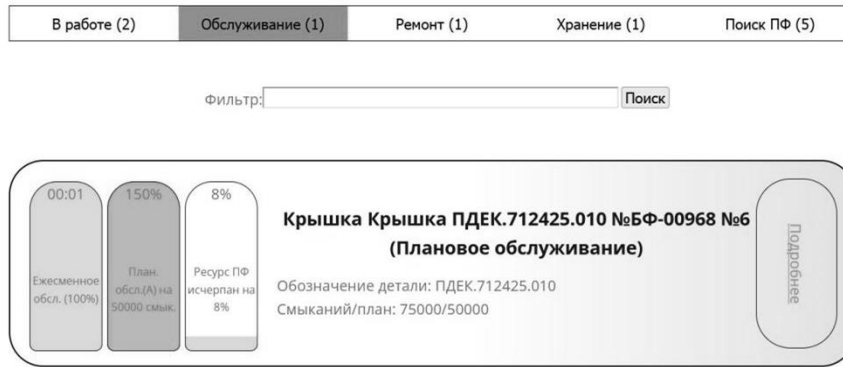 В работе (2) Обслуживание (1) Ремонт (1) Хранение (1) Поиск ПФ (5)
Фильтр: Поиск
00:01
Ежесменное
обсл. (100%)
150%
План.
обсл.(А) на
50000 смык.
8%
Ресурс ПФ
исчерпан на
8%
Крышка Крышка ПДЕК.712425.010 №БФ-00968 №6
(Плановое обслуживание)
Обозначение детали: ПДЕК.712425.010
Смыканий/план: 75000/50000
Подробнее